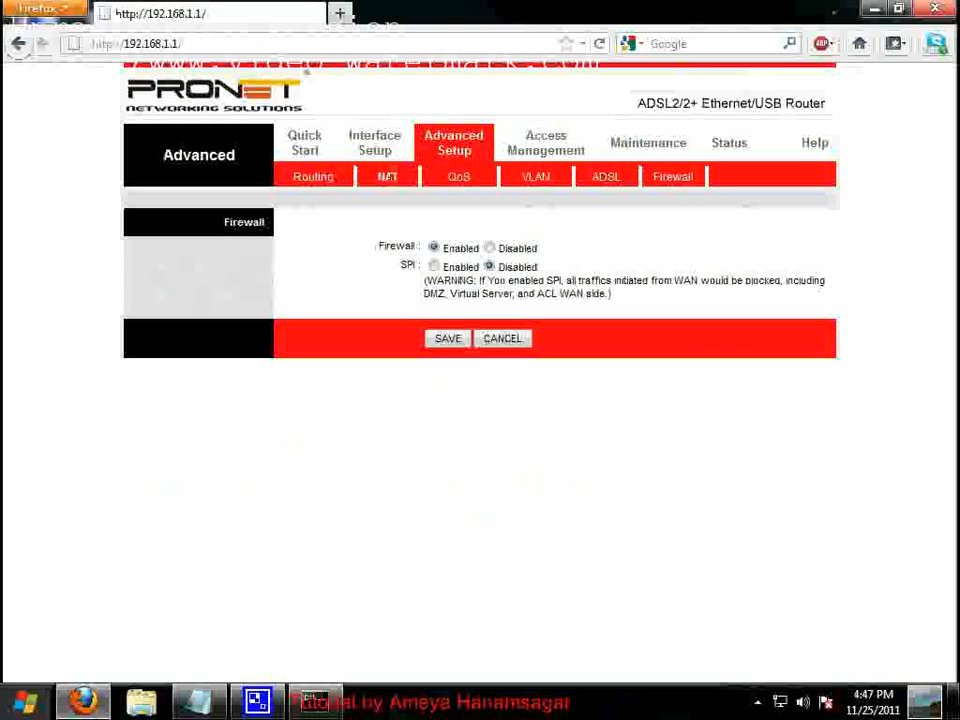 Firefox
http://192.168.1.1/
http://192.168.1.1/
Google
PRONET
NETWORKING SOLUTIONS
ADSL2/2+ Ethernet/USB Router
Advanced
Quick Start
Interface Setup
Advanced Setup
Access Management
Maintenance
Status
Help
Routing
NAT
QoS
VLAN
ADSL
Firewall
Firewall
Firewall :
Enabled
Disabled
SPI :
Enabled
Disabled
(WARNING: If You enabled SPI, all traffics initiated from WAN would be blocked, including
DMZ, Virtual Server, and ACL WAN side.)
SAVE
CANCEL
Tutorial by Ameya Hanamsagar
4:47 PM
11/25/2011